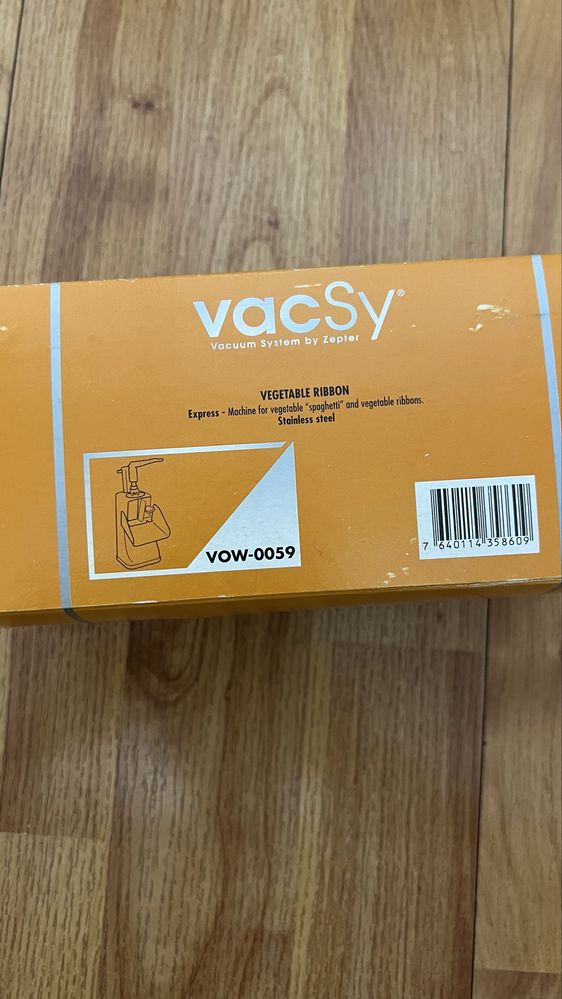 vacSy®
Vacuum System by Zepter
VEGETABLE RIBBON
Express - Machine for vegetable "spaghetti" and vegetable ribbons.
Stainless steel
VOW-0059
7 640114 358609